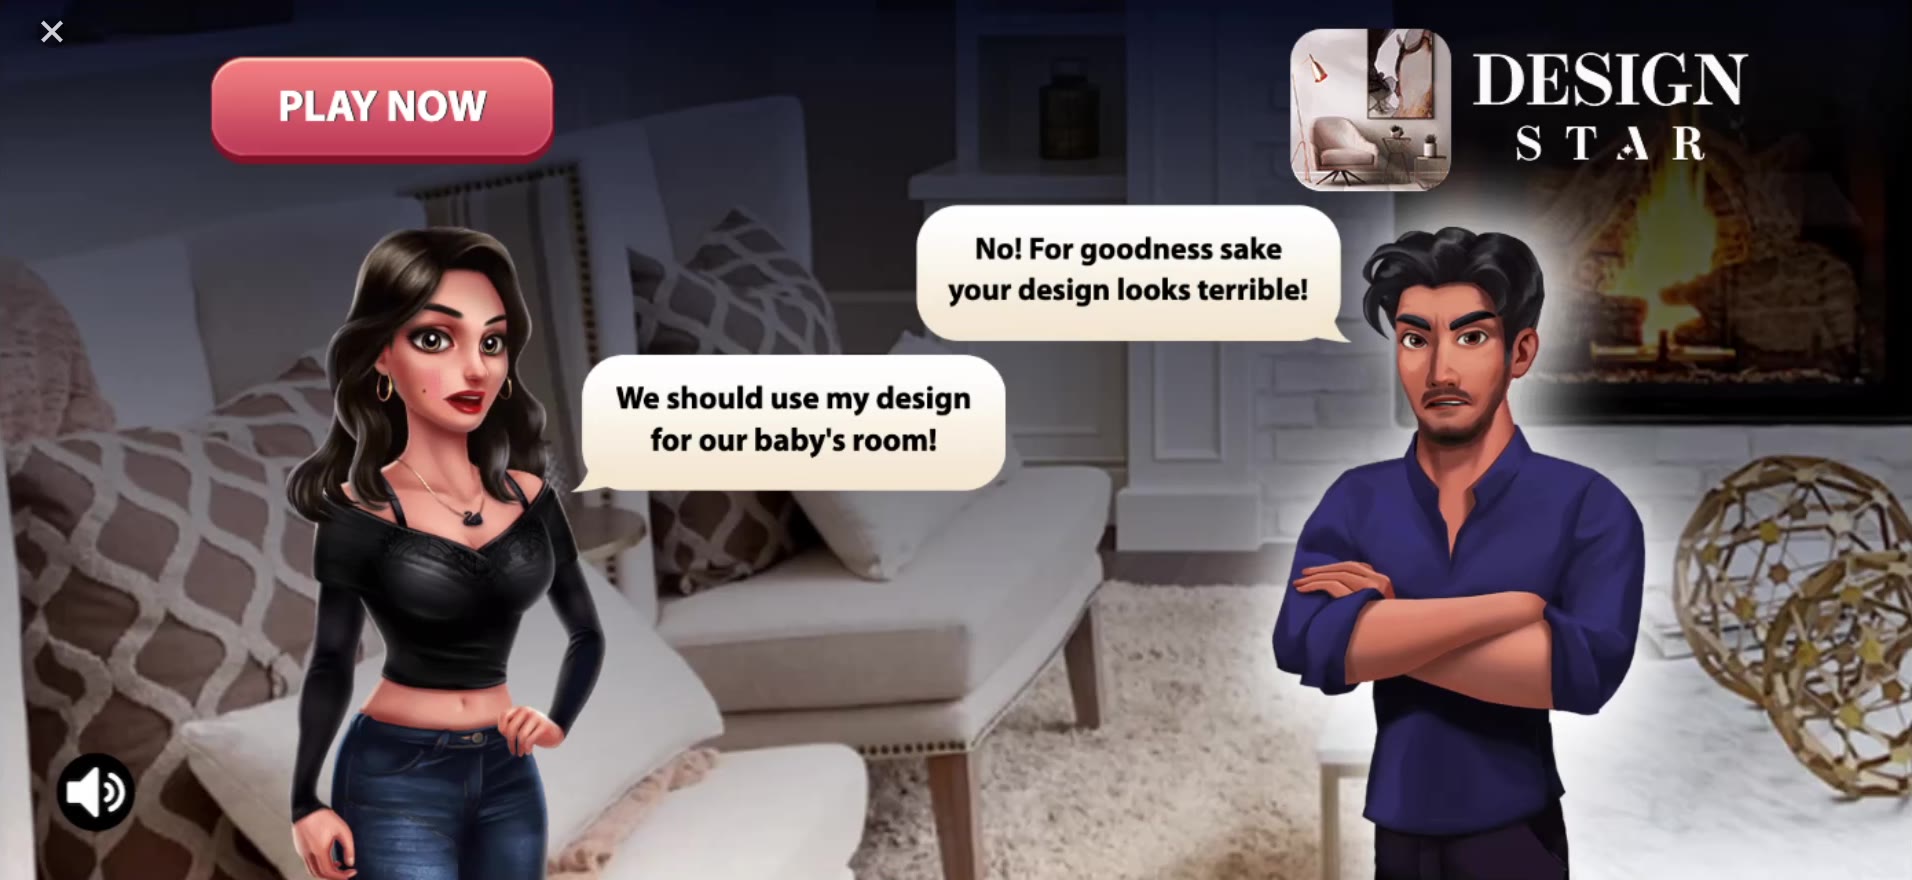 PLAY NOW
DESIGN
STAR
No! For goodness sake
your design looks terrible!
We should use my design
for our baby's room!